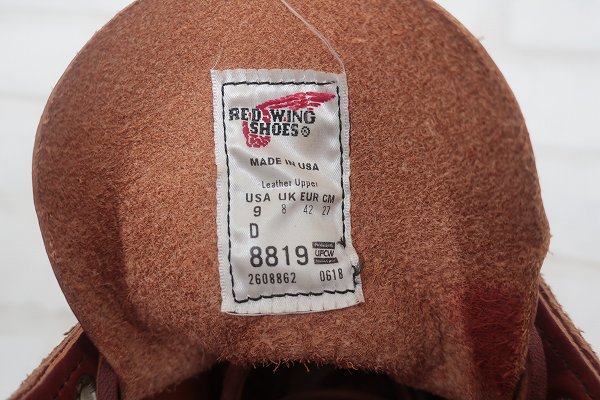 RED WING
SHOES®
MADE IN USA
Leather Upper
USA UK EUR CM
9 8 42 27
D
8819 UFCW
2608862 0618